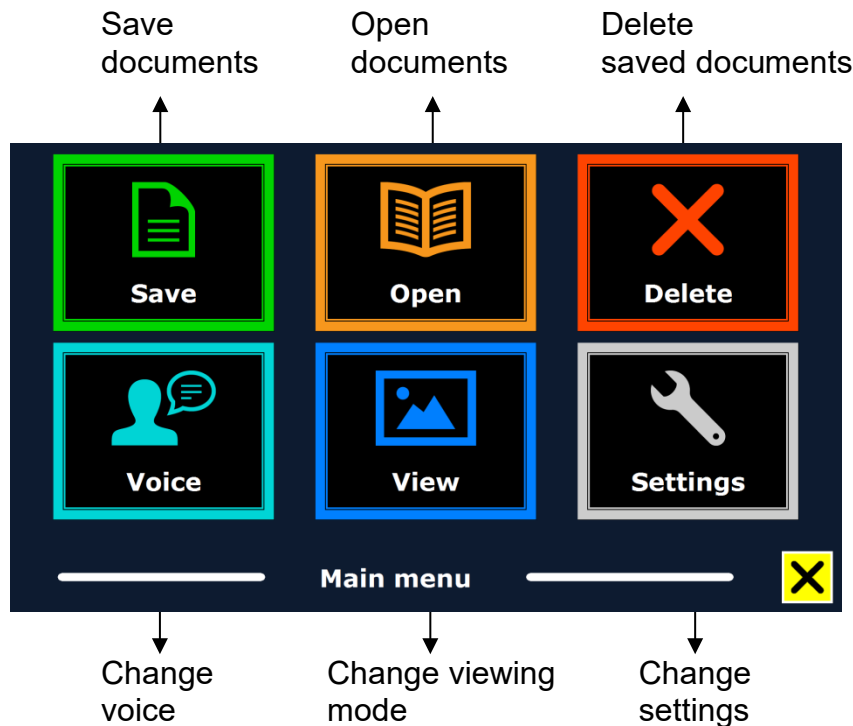 Save
documents
Open
documents
Delete
saved documents
Save
Open
Delete
Voice
View
Settings
Main menu
Change
voice
Change viewing
mode
Change
settings